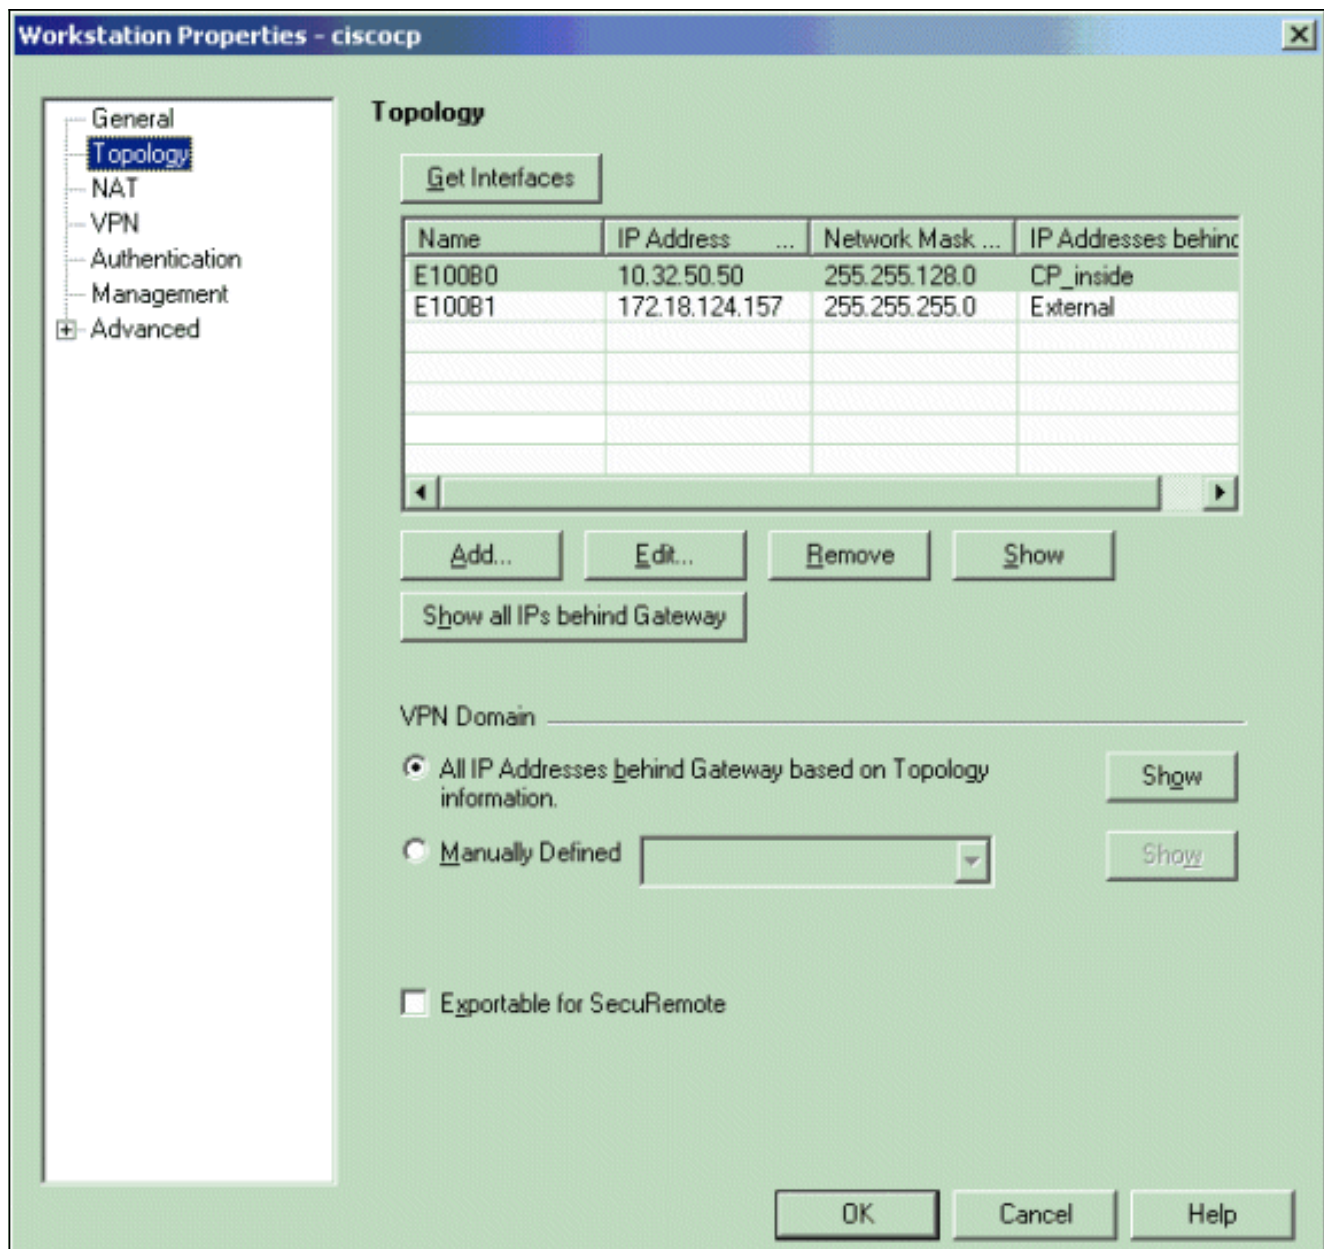 Workstation Properties - ciscocp
General
Topology
NAT
VPN
Authentication
Management
Advanced
Topology
Get Interfaces
Name IP Address ... Network Mask ... IP Addresses behind
E100B0 10.32.50.50 255.255.128.0 CP_inside
E100B1 172.18.124.157 255.255.255.0 External
Add... Edit... Remove Show
Show all IPs behind Gateway
VPN Domain
All IP Addresses behind Gateway based on Topology
information.
Show
Manually Defined
Show
Exportable for SecuRemote
OK Cancel Help